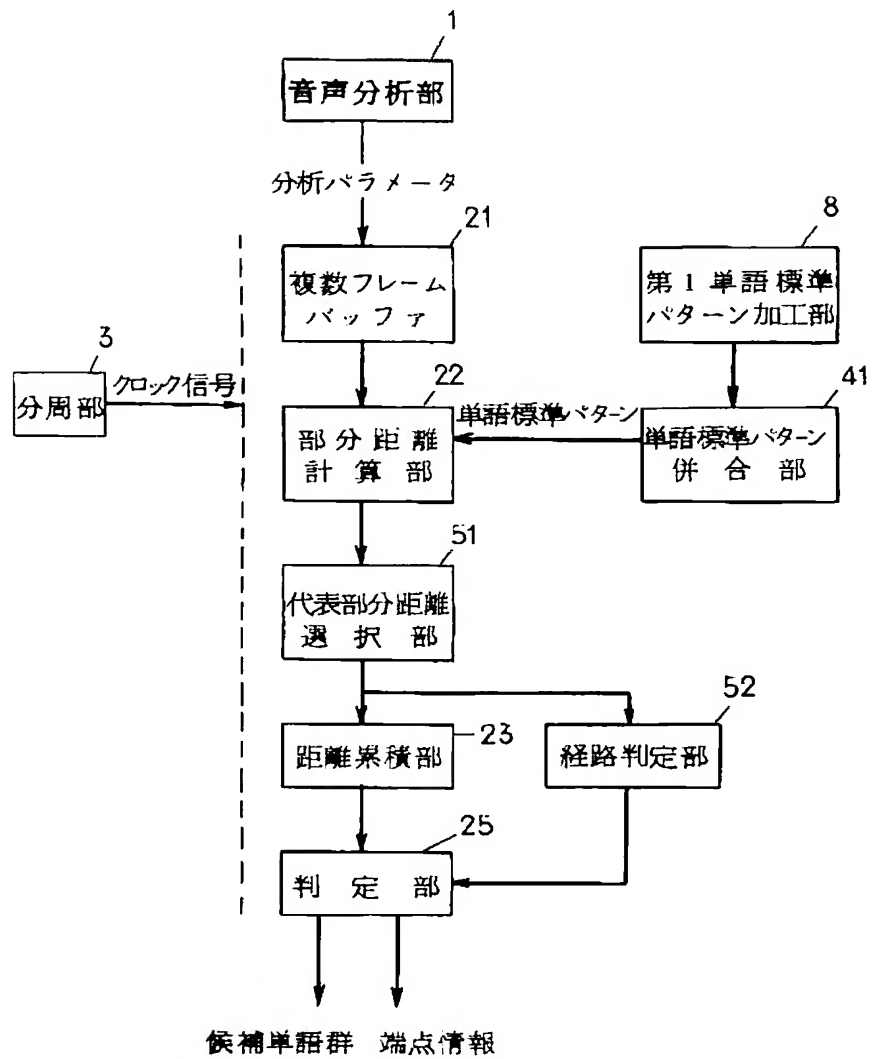 1
音声分析部
分析パラメータ
21
複数フレーム
バッファ
8
第1単語標準
パターン加工部
3
分周部
クロック信号
22
部分距離
計算部
単語標準パターン
41
単語標準パターン
併合部
51
代表部分距離
選択部
23
距離累積部
52
経路判定部
25
判定部
候補単語群 端点情報